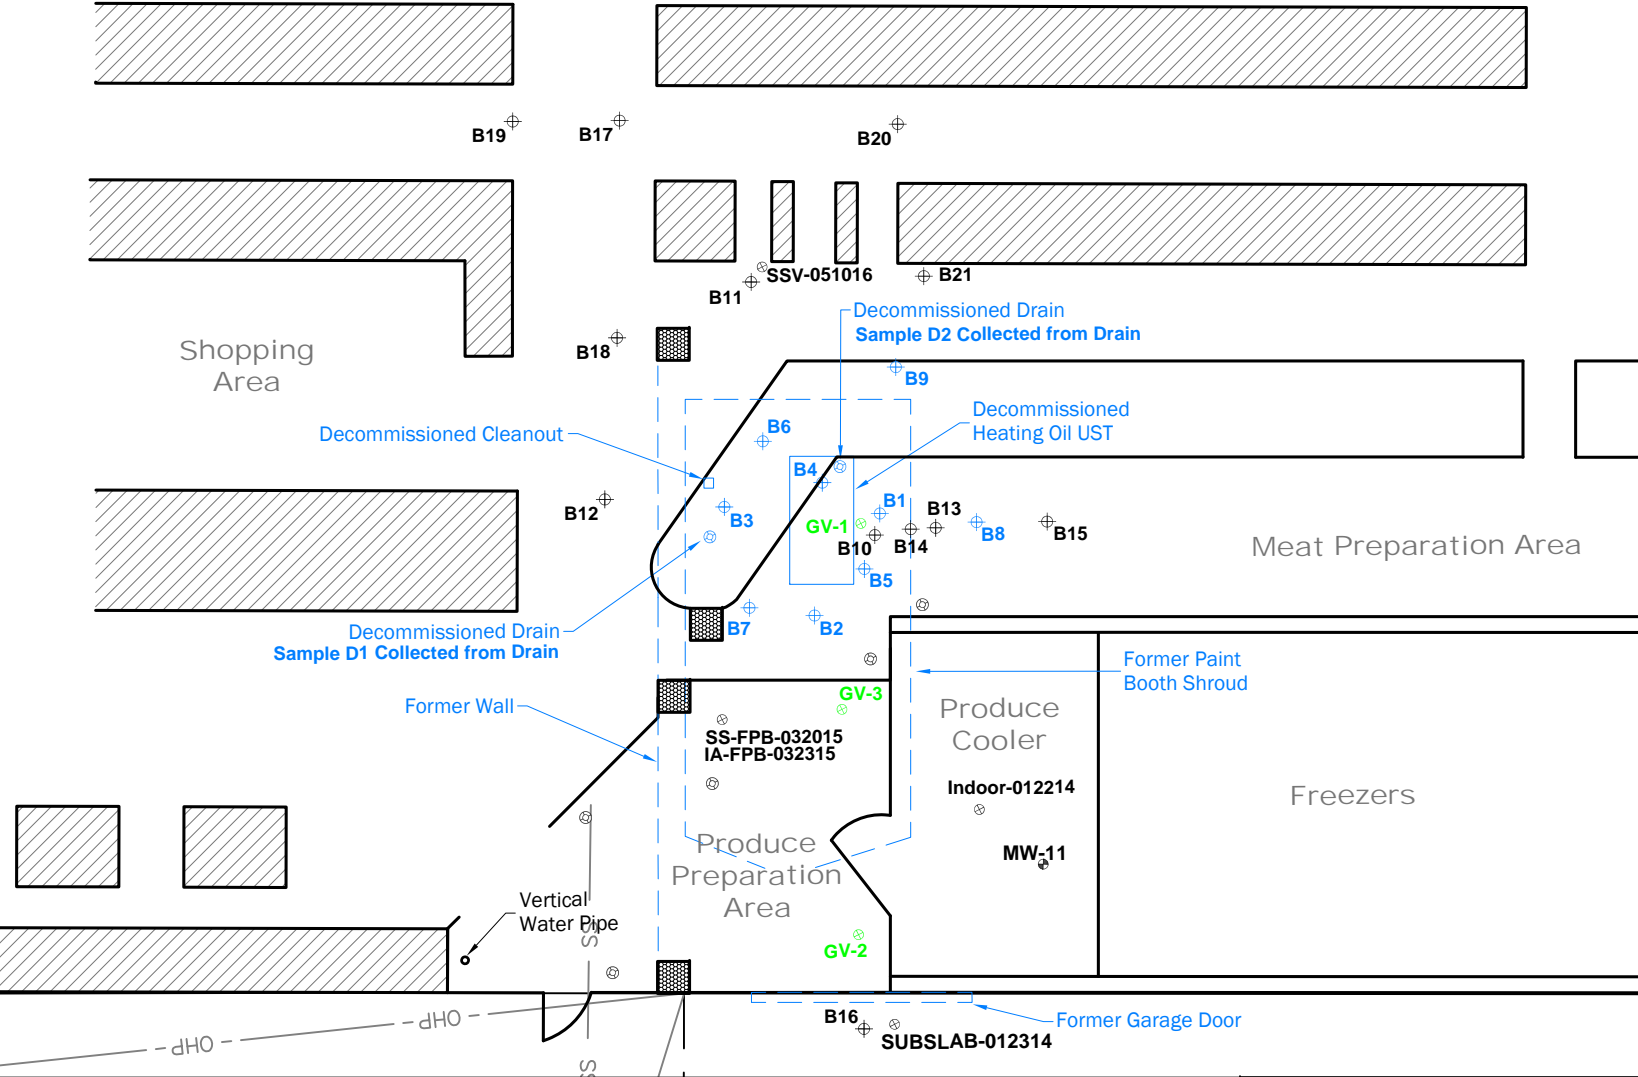 B19
B17
B20
SSV-051016
B21
B11
Decommissioned Drain
Sample D2 Collected from Drain
B18
Shopping
Area
B9
Decommissioned
Heating Oil UST
B6
Decommissioned Cleanout
B4
B12
B3
B1
GV-1
B13
B10
B14
B8
B15
Meat Preparation Area
B5
B7
B2
Decommissioned Drain
Sample D1 Collected from Drain
Former Paint
Booth Shroud
GV-3
Former Wall
SS-FPB-032015
IA-FPB-032315
Produce
Cooler
Indoor-012214
Freezers
Produce
Preparation
Area
MW-11
Vertical
Water Pipe
SS
GV-2
B16
Former Garage Door
SUBSLAB-012314
OHP
OHP
SS